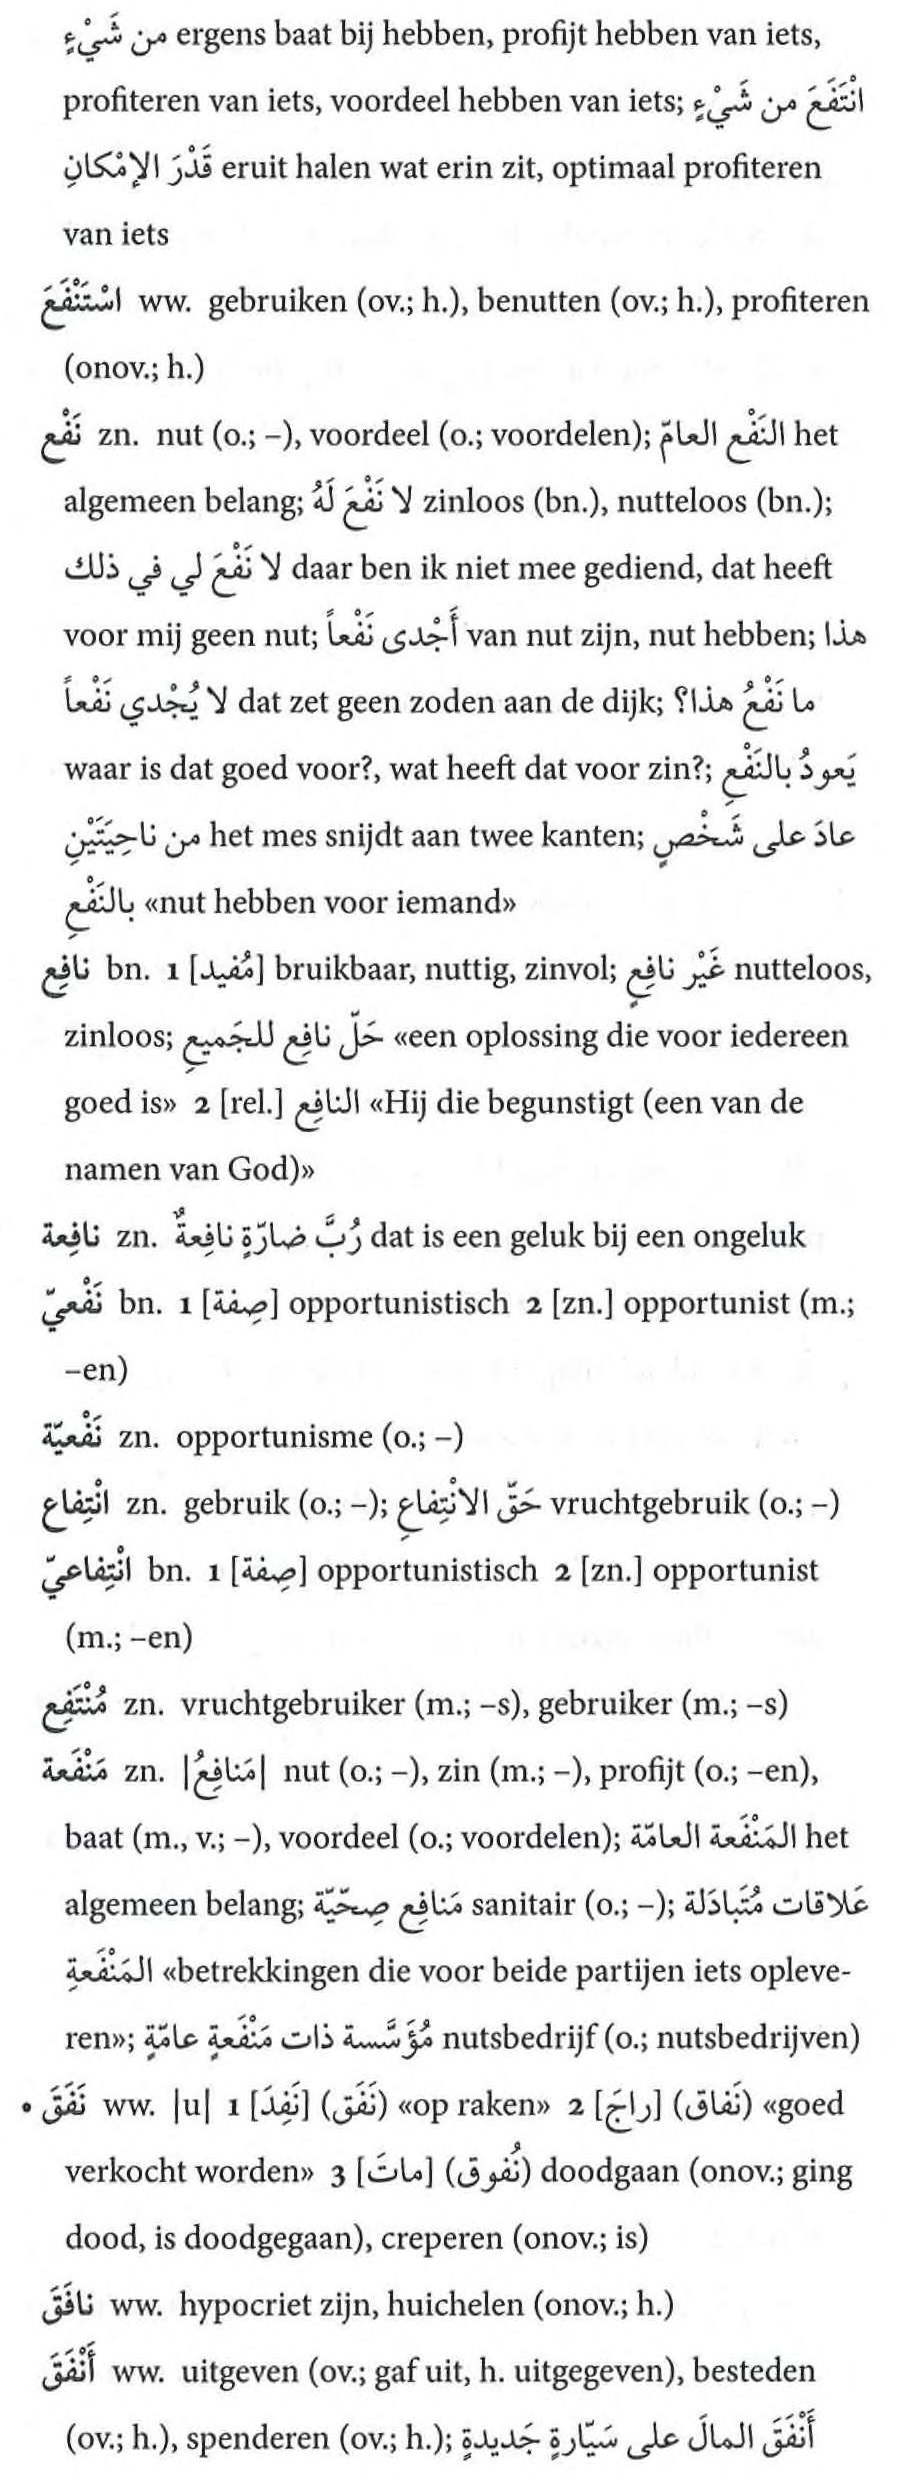 من شَيْءٍ ergens baat bij hebben, profijt hebben van iets,
profiteren van iets, voordeel hebben van iets; انْتَفَعَ من شَيْءٍ
قَدْرَ الإمْكانِ eruit halen wat erin zit, optimaal profiteren
van iets
اسْتَنْفَعَ ww. gebruiken (ov.; h.), benutten (ov.; h.), profiteren
(onov.; h.)
نَفْع zn. nut (o.; –), voordeel (o.; voordelen); النَفْع العامّ het
algemeen belang; لا نَفْعَ لَهُ zinloos (bn.), nutteloos (bn.);
لا نَفْعَ لي في ذلك daar ben ik niet mee gediend, dat heeft
voor mij geen nut; أَجْدى نَفْعاً van nut zijn, nut hebben; هذا
لا يُجْدي نَفْعاً dat zet geen zoden aan de dijk; ما نَفْعُ هذا؟
waar is dat goed voor?, wat heeft dat voor zin?; يَعودُ بالنَفْعِ
من ناحِيَتَيْنِ het mes snijdt aan twee kanten; عادَ على شَخْصٍ
بالنَفْعِ «nut hebben voor iemand»
نافِع bn. 1 [مُفيد] bruikbaar, nuttig, zinvol; غَيْر نافِعٍ nutteloos,
zinloos; حَلّ نافِع للجَميعِ «een oplossing die voor iedereen
goed is» 2 [rel.] النافِع «Hij die begunstigt (een van de
namen van God)»
نافِعة zn. رُبَّ ضارّةٍ نافِعةٌ dat is een geluk bij een ongeluk
نَفْعيّ bn. 1 [صِفة] opportunistisch 2 [zn.] opportunist (m.;
–en)
نَفْعيّة zn. opportunisme (o.; –)
انْتِفاع zn. gebruik (o.; –); حَقّ الانْتِفاعِ vruchtgebruik (o.; –)
انْتِفاعيّ bn. 1 [صِفة] opportunistisch 2 [zn.] opportunist
(m.; –en)
مُنْتَفِع zn. vruchtgebruiker (m.; –s), gebruiker (m.; –s)
مَنْفَعة zn. |مَنافِعُ| nut (o.; –), zin (m.; –), profijt (o.; –en),
baat (m., v.; –), voordeel (o.; voordelen); المَنْفَعة العامّة het
algemeen belang; مَنافِع صِحّيّة sanitair (o.; –); عَلاقات مُتَبادَلة
المَنْفَعةِ «betrekkingen die voor beide partijen iets opleve-
ren»; مُؤَسَّسة ذات مَنْفَعةٍ عامّةٍ nutsbedrijf (o.; nutsbedrijven)
• نَفَقَ ww. |u| 1 [نَفِدَ] (نَفَق) «op raken» 2 [راجَ] (نَفاق) «goed
verkocht worden» 3 [ماتَ] (نُفوق) doodgaan (onov.; ging
dood, is doodgegaan), creperen (onov.; is)
نافَقَ ww. hypocriet zijn, huichelen (onov.; h.)
أَنْفَقَ ww. uitgeven (ov.; gaf uit, h. uitgegeven), besteden
(ov.; h.), spenderen (ov.; h.); أَنْفَقَ المالَ على سَيّارةٍ جَديدةٍ